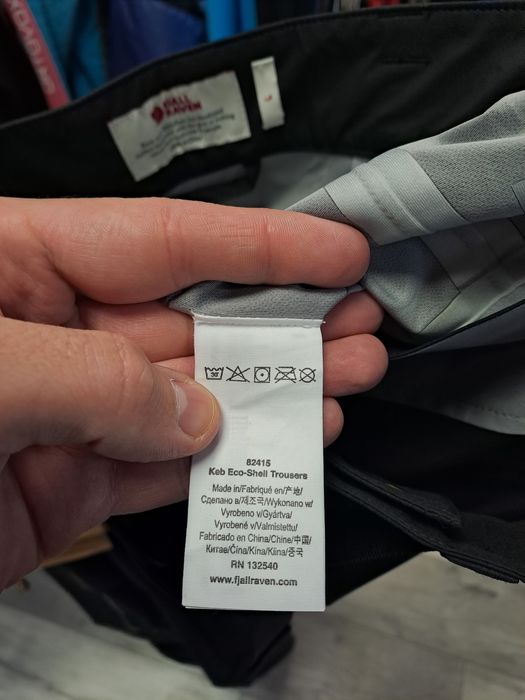 FJÄLL
RÄVEN
30°
82415
Keb Eco-Shell Trousers
Made in/Fabriqué en/产地/
Сделано в/제조국/Wykonano w/
Vyrobeno v/Gyártva/
Vyrobené v/Valmistettu/
Fabricado en China/Chine/中国/
Китае/Čína/Kína/Kiina/중국
RN 132540
www.fjallraven.com